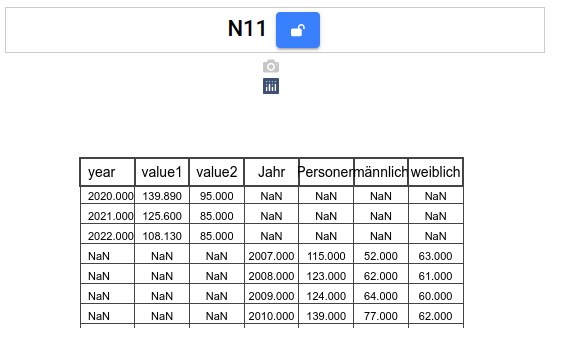 N11
year value1 value2 Jahr Personen männlich weiblich
2020.000 139.890 95.000 NaN NaN NaN NaN
2021.000 125.600 85.000 NaN NaN NaN NaN
2022.000 108.130 85.000 NaN NaN NaN NaN
NaN NaN NaN 2007.000 115.000 52.000 63.000
NaN NaN NaN 2008.000 123.000 62.000 61.000
NaN NaN NaN 2009.000 124.000 64.000 60.000
NaN NaN NaN 2010.000 139.000 77.000 62.000